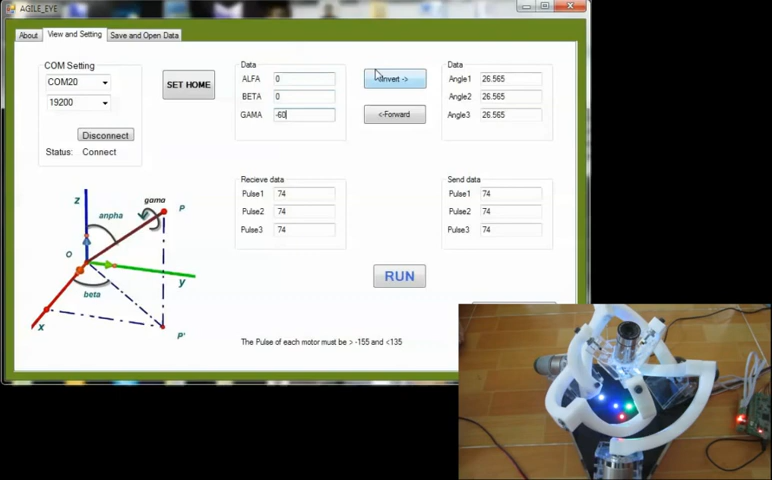 AGILE_EYE
About
View and Setting
Save and Open Data
COM Setting
COM20
19200
Disconnect
Status: Connect
SET HOME
Data
ALFA 0
BETA 0
GAMA -60
Invert ->
<-Forward
Data
Angle1 26.565
Angle2 26.565
Angle3 26.565
Recieve data
Pulse1 74
Pulse2 74
Pulse3 74
Send data
Pulse1 74
Pulse2 74
Pulse3 74
RUN
z
anpha
gama
P
O
y
beta
x
P'
The Pulse of each motor must be > -155 and <135